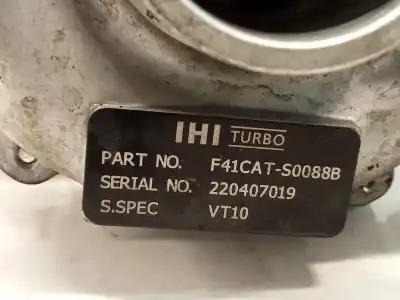 IHI TURBO
PART NO. F41CAT-S0088B
SERIAL NO. 220407019
S.SPEC VT10